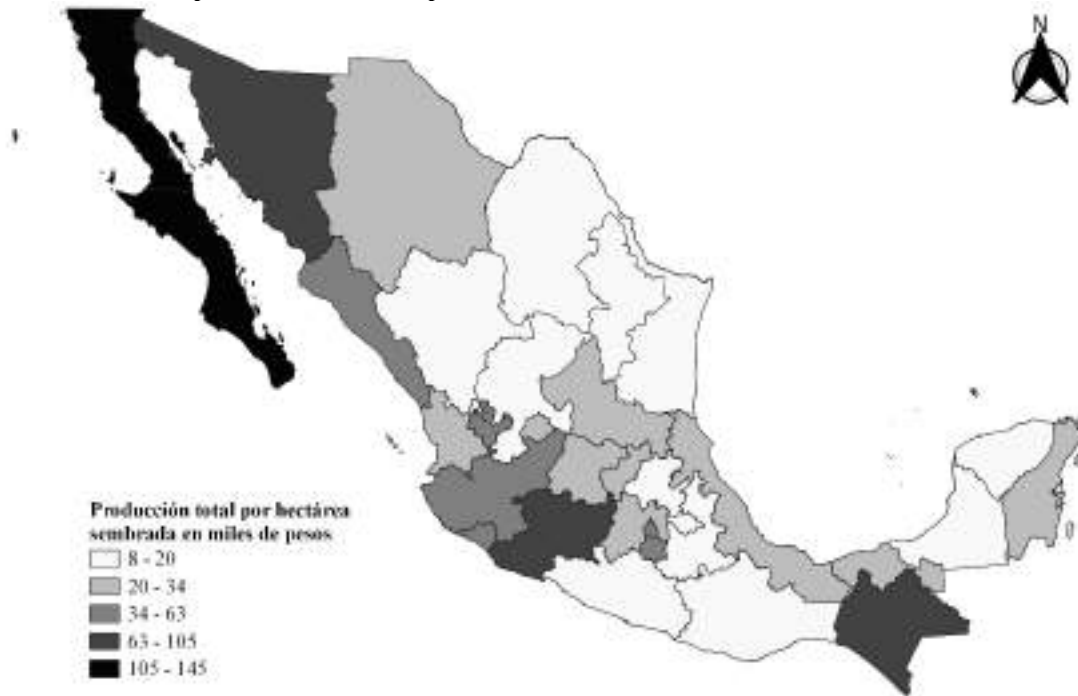 N
Producción total por hectárea
sembrada en miles de pesos
8 - 20
20 - 34
34 - 63
63 - 105
105 - 145